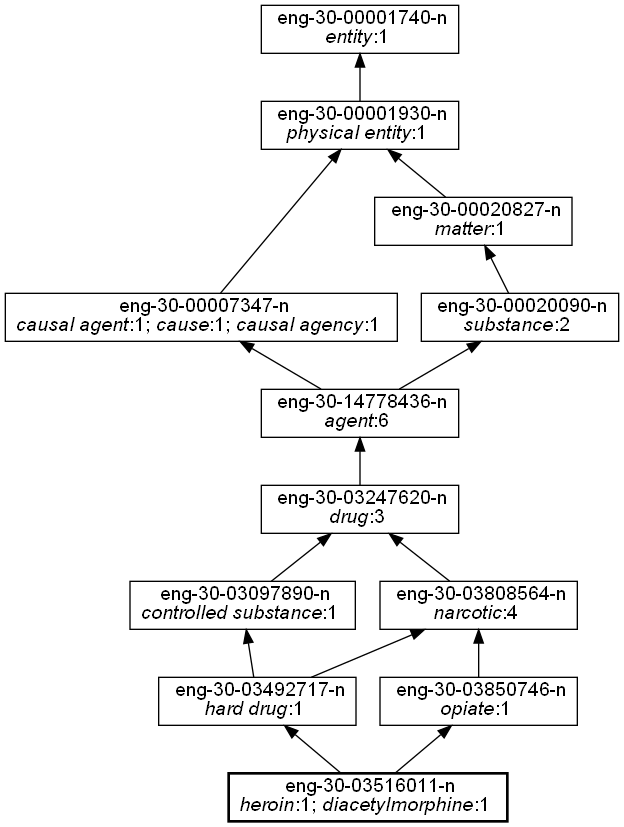 eng-30-00001740-n
entity:1
eng-30-00001930-n
physical entity:1
eng-30-00020827-n
matter:1
eng-30-00007347-n
causal agent:1; cause:1; causal agency:1
eng-30-00020090-n
substance:2
eng-30-14778436-n
agent:6
eng-30-03247620-n
drug:3
eng-30-03097890-n
controlled substance:1
eng-30-03808564-n
narcotic:4
eng-30-03492717-n
hard drug:1
eng-30-03850746-n
opiate:1
eng-30-03516011-n
heroin:1; diacetylmorphine:1